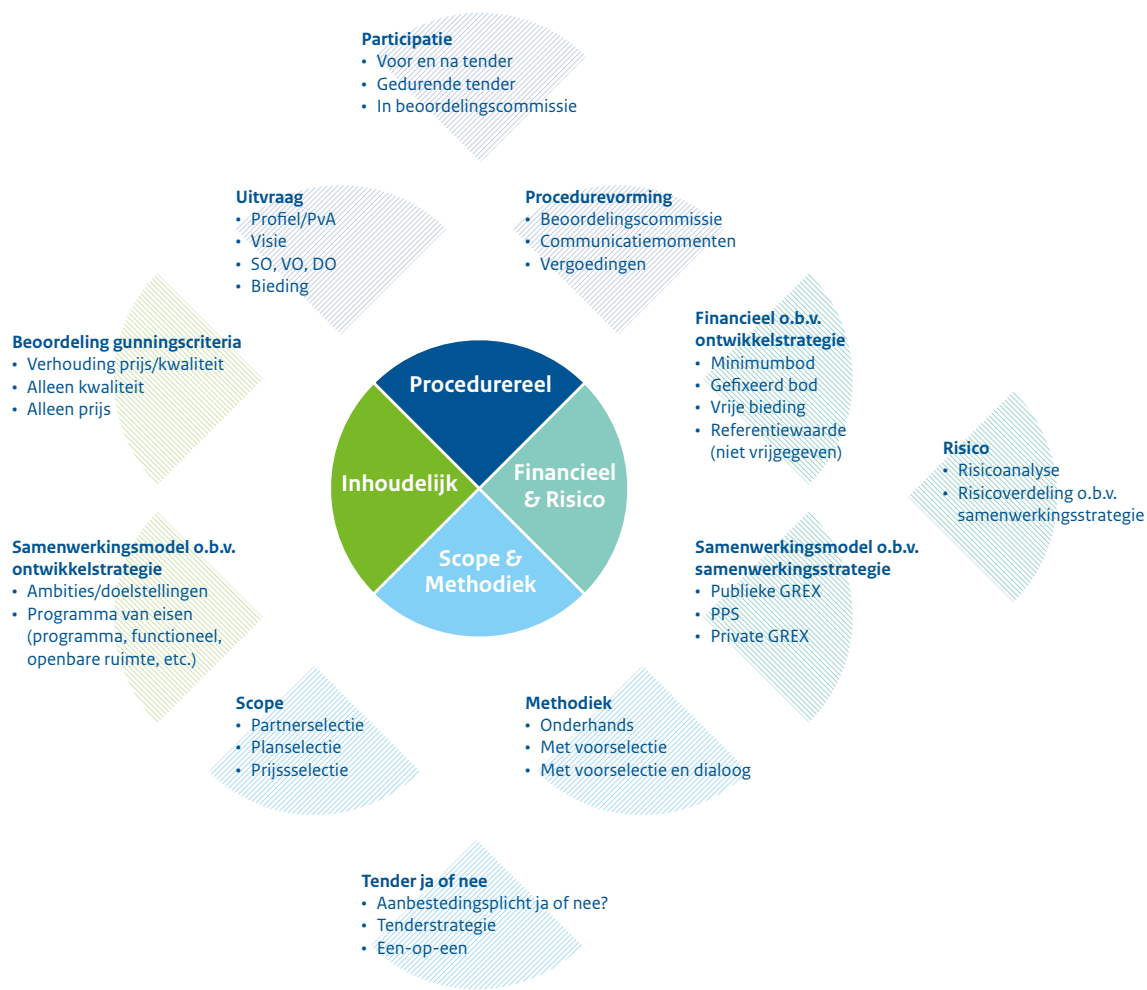 Participatie
• Voor en na tender
• Gedurende tender
• In beoordelingscommissie
Uitvraag
• Profiel/PvA
• Visie
• SO, VO, DO
• Bieding
Procedurevorming
• Beoordelingscommissie
• Communicatiemomenten
• Vergoedingen
Beoordeling gunningscriteria
• Verhouding prijs/kwaliteit
• Alleen kwaliteit
• Alleen prijs
Financieel o.b.v.
ontwikkelstrategie
• Minimumbod
• Gefixeerd bod
• Vrije bieding
• Referentiewaarde
(niet vrijgegeven)
Procedurereel
Inhoudelijk
Financieel
& Risico
Scope &
Methodiek
Risico
• Risicoanalyse
• Risicoverdeling o.b.v.
samenwerkingsstrategie
Samenwerkingsmodel o.b.v.
ontwikkelstrategie
• Ambities/doelstellingen
• Programma van eisen
(programma, functioneel,
openbare ruimte, etc.)
Samenwerkingsmodel o.b.v.
samenwerkingsstrategie
• Publieke GREX
• PPS
• Private GREX
Scope
• Partnerselectie
• Planselectie
• Prijssselectie
Methodiek
• Onderhands
• Met voorselectie
• Met voorselectie en dialoog
Tender ja of nee
• Aanbestedingsplicht ja of nee?
• Tenderstrategie
• Een-op-een